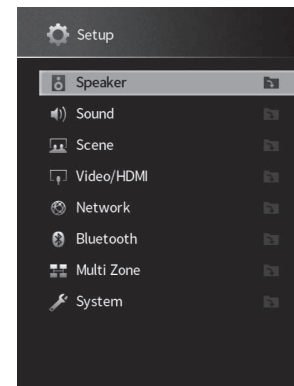 Setup
Speaker
Sound
Scene
Video/HDMI
Network
Bluetooth
Multi Zone
System